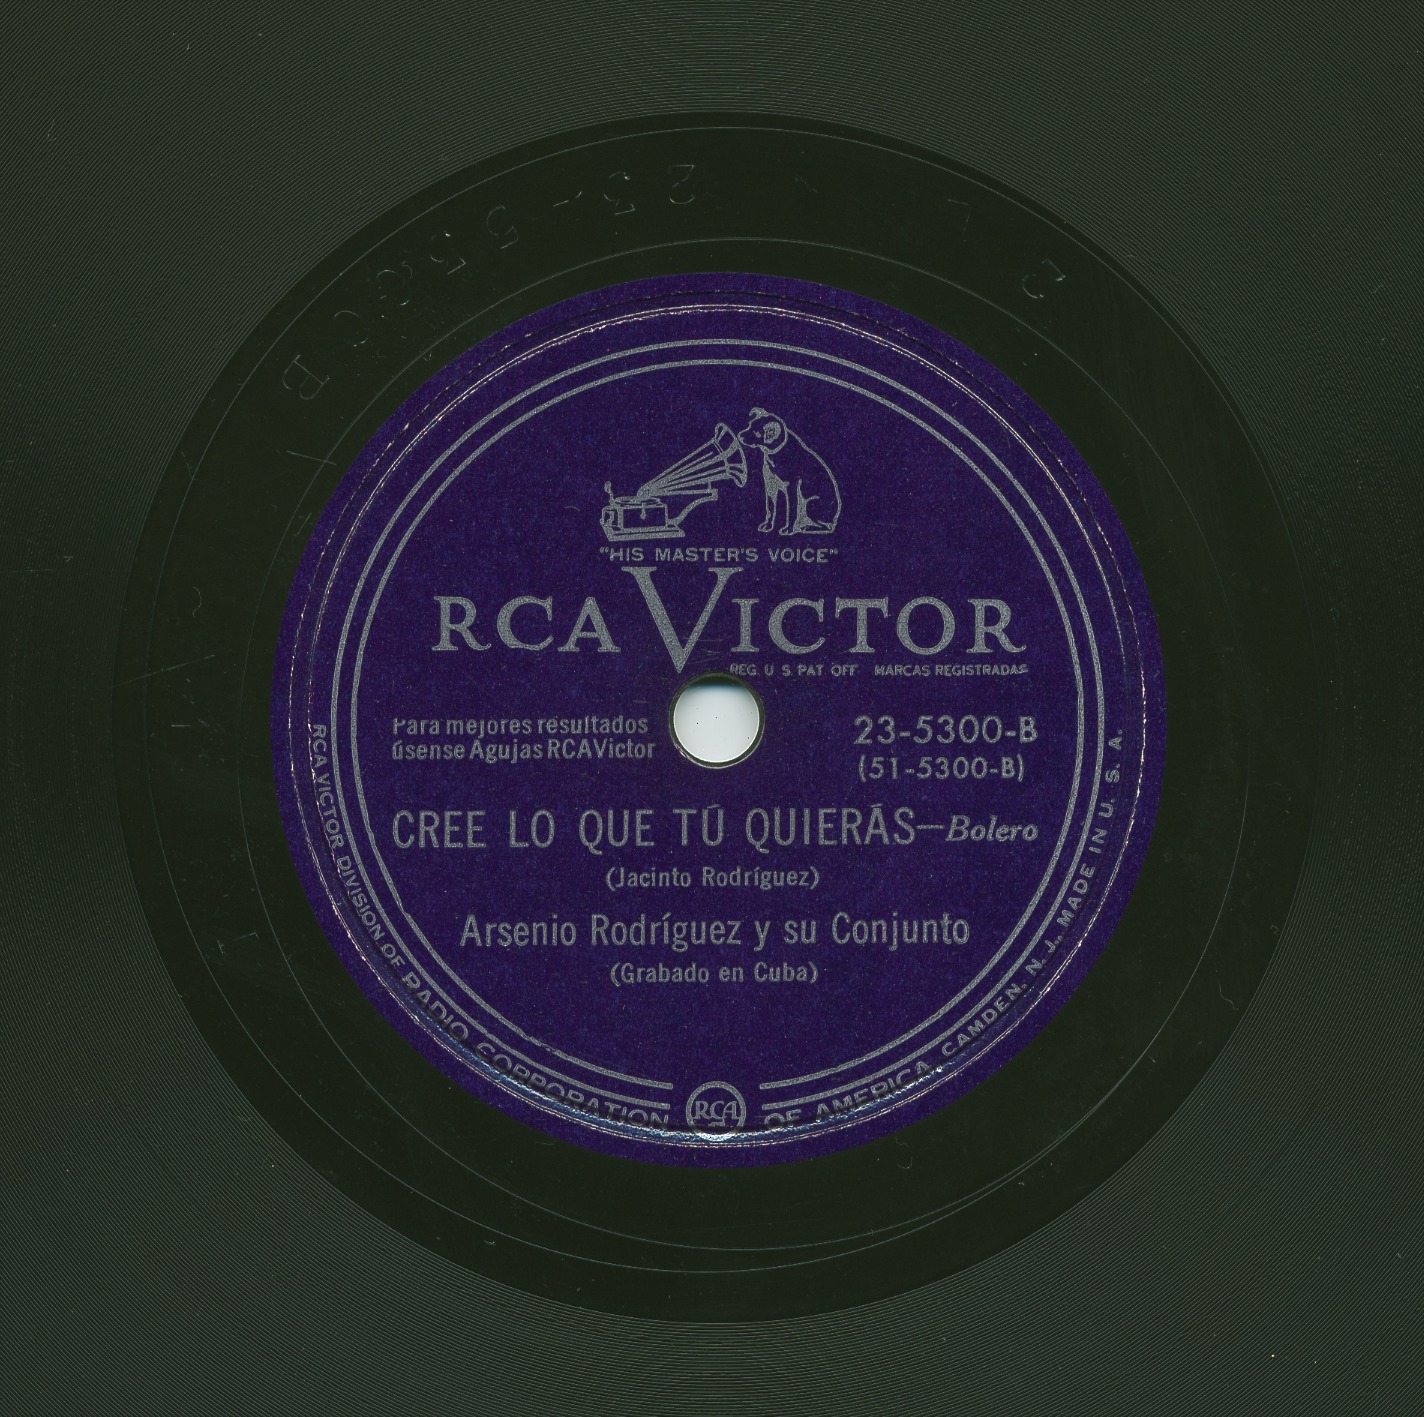 "HIS MASTER'S VOICE"
RCA VICTOR
REG. U. S. PAT. OFF. MARCAS REGISTRADAS
Para mejores resultados
úsense Agujas RCA Victor
23-5300-B
(51-5300-B)
CREE LO QUE TÚ QUIERÁS—Bolero
(Jacinto Rodríguez)
Arsenio Rodríguez y su Conjunto
(Grabado en Cuba)
RCA VICTOR DIVISION OF RADIO CORPORATION OF AMERICA, CAMDEN, N. J., MADE IN U. S. A.
RCA